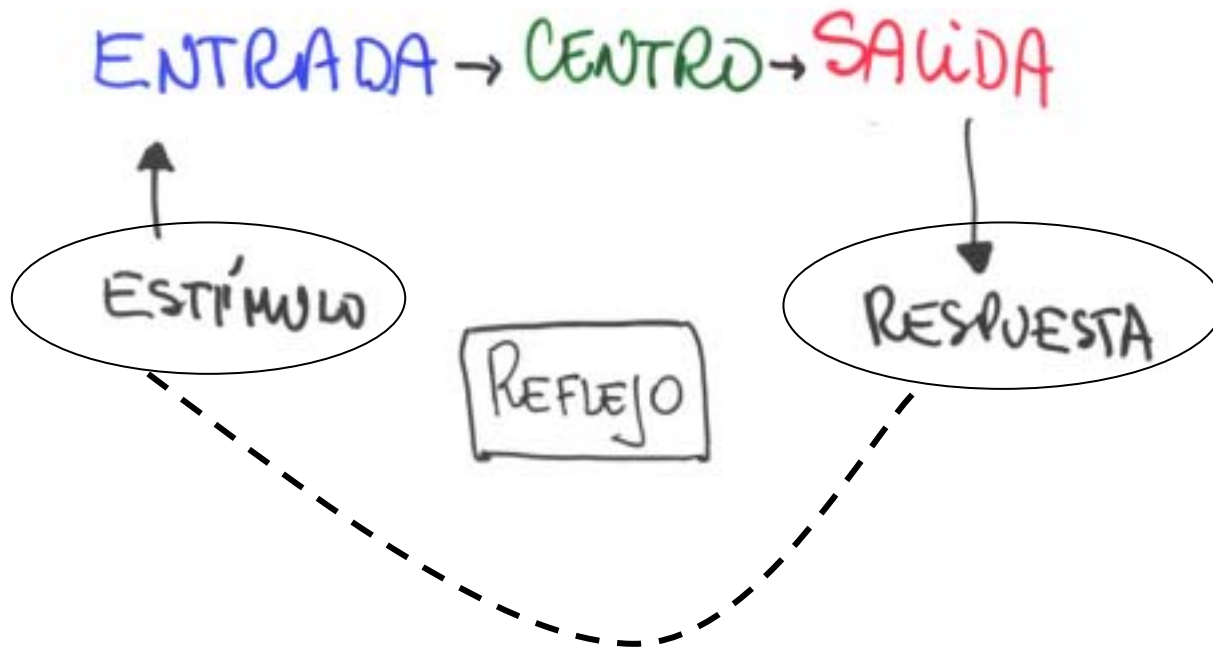 ENTRADA → CENTRO → SALIDA
ESTÍMULO
RESPUESTA
REFLEJO